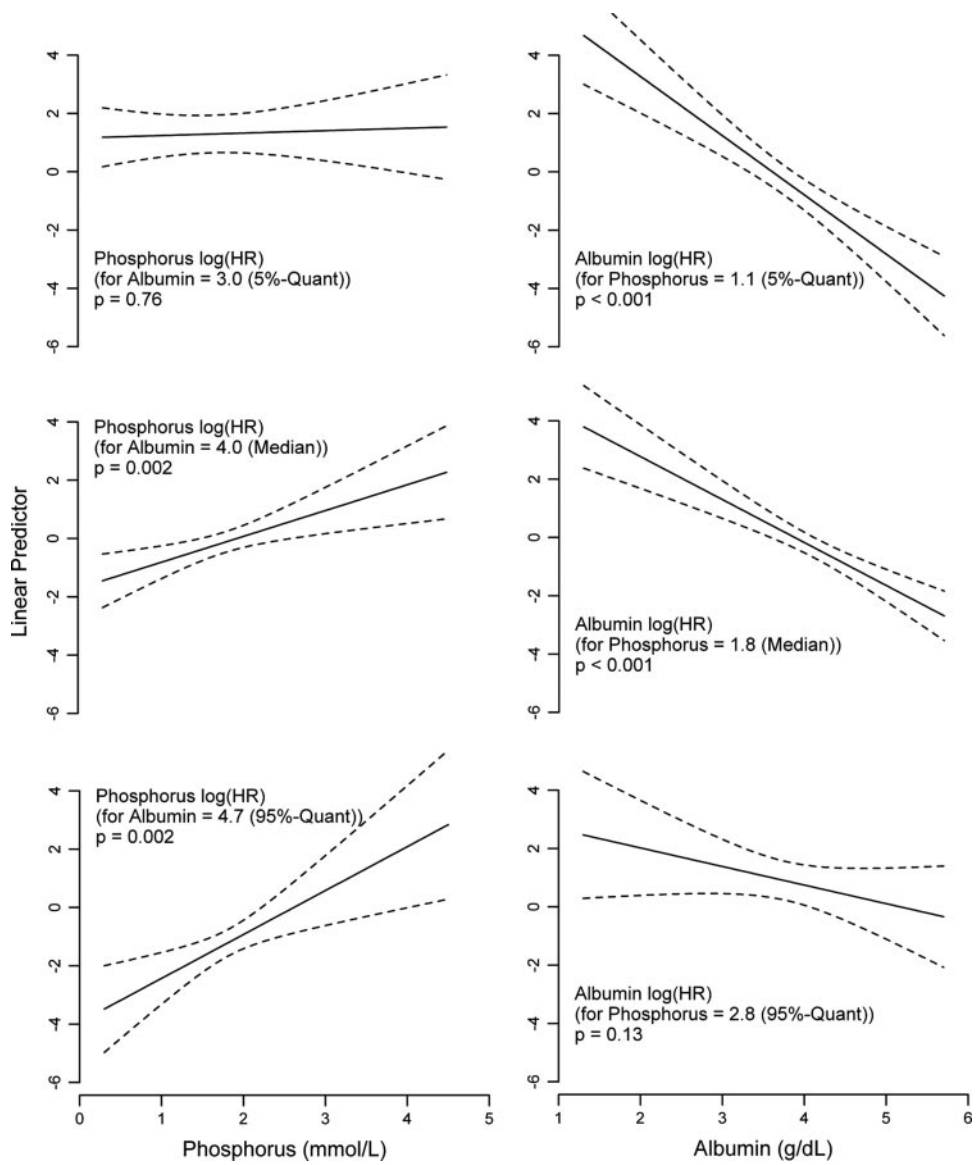 4
2
0
-2
-4
-6
Phosphorus log(HR)
(for Albumin = 3.0 (5%-Quant))
p = 0.76
4
2
0
-2
-4
-6
Albumin log(HR)
(for Phosphorus = 1.1 (5%-Quant)
p < 0.001
Linear Predictor
4
2
0
-2
-4
-6
Phosphorus log(HR)
(for Albumin = 4.0 (Median))
p = 0.002
4
2
0
-2
-4
-6
Albumin log(HR)
(for Phosphorus = 1.8 (Median)
p < 0.001
4
2
0
-2
-4
-6
Phosphorus log(HR)
(for Albumin = 4.7 (95%-Quant))
p = 0.002
0 1 2 3 4 5
Phosphorus (mmol/L)
4
2
0
-2
-4
-6
Albumin log(HR)
(for Phosphorus = 2.8 (95%-Quant))
p = 0.13
1 2 3 4 5 6
Albumin (g/dL)